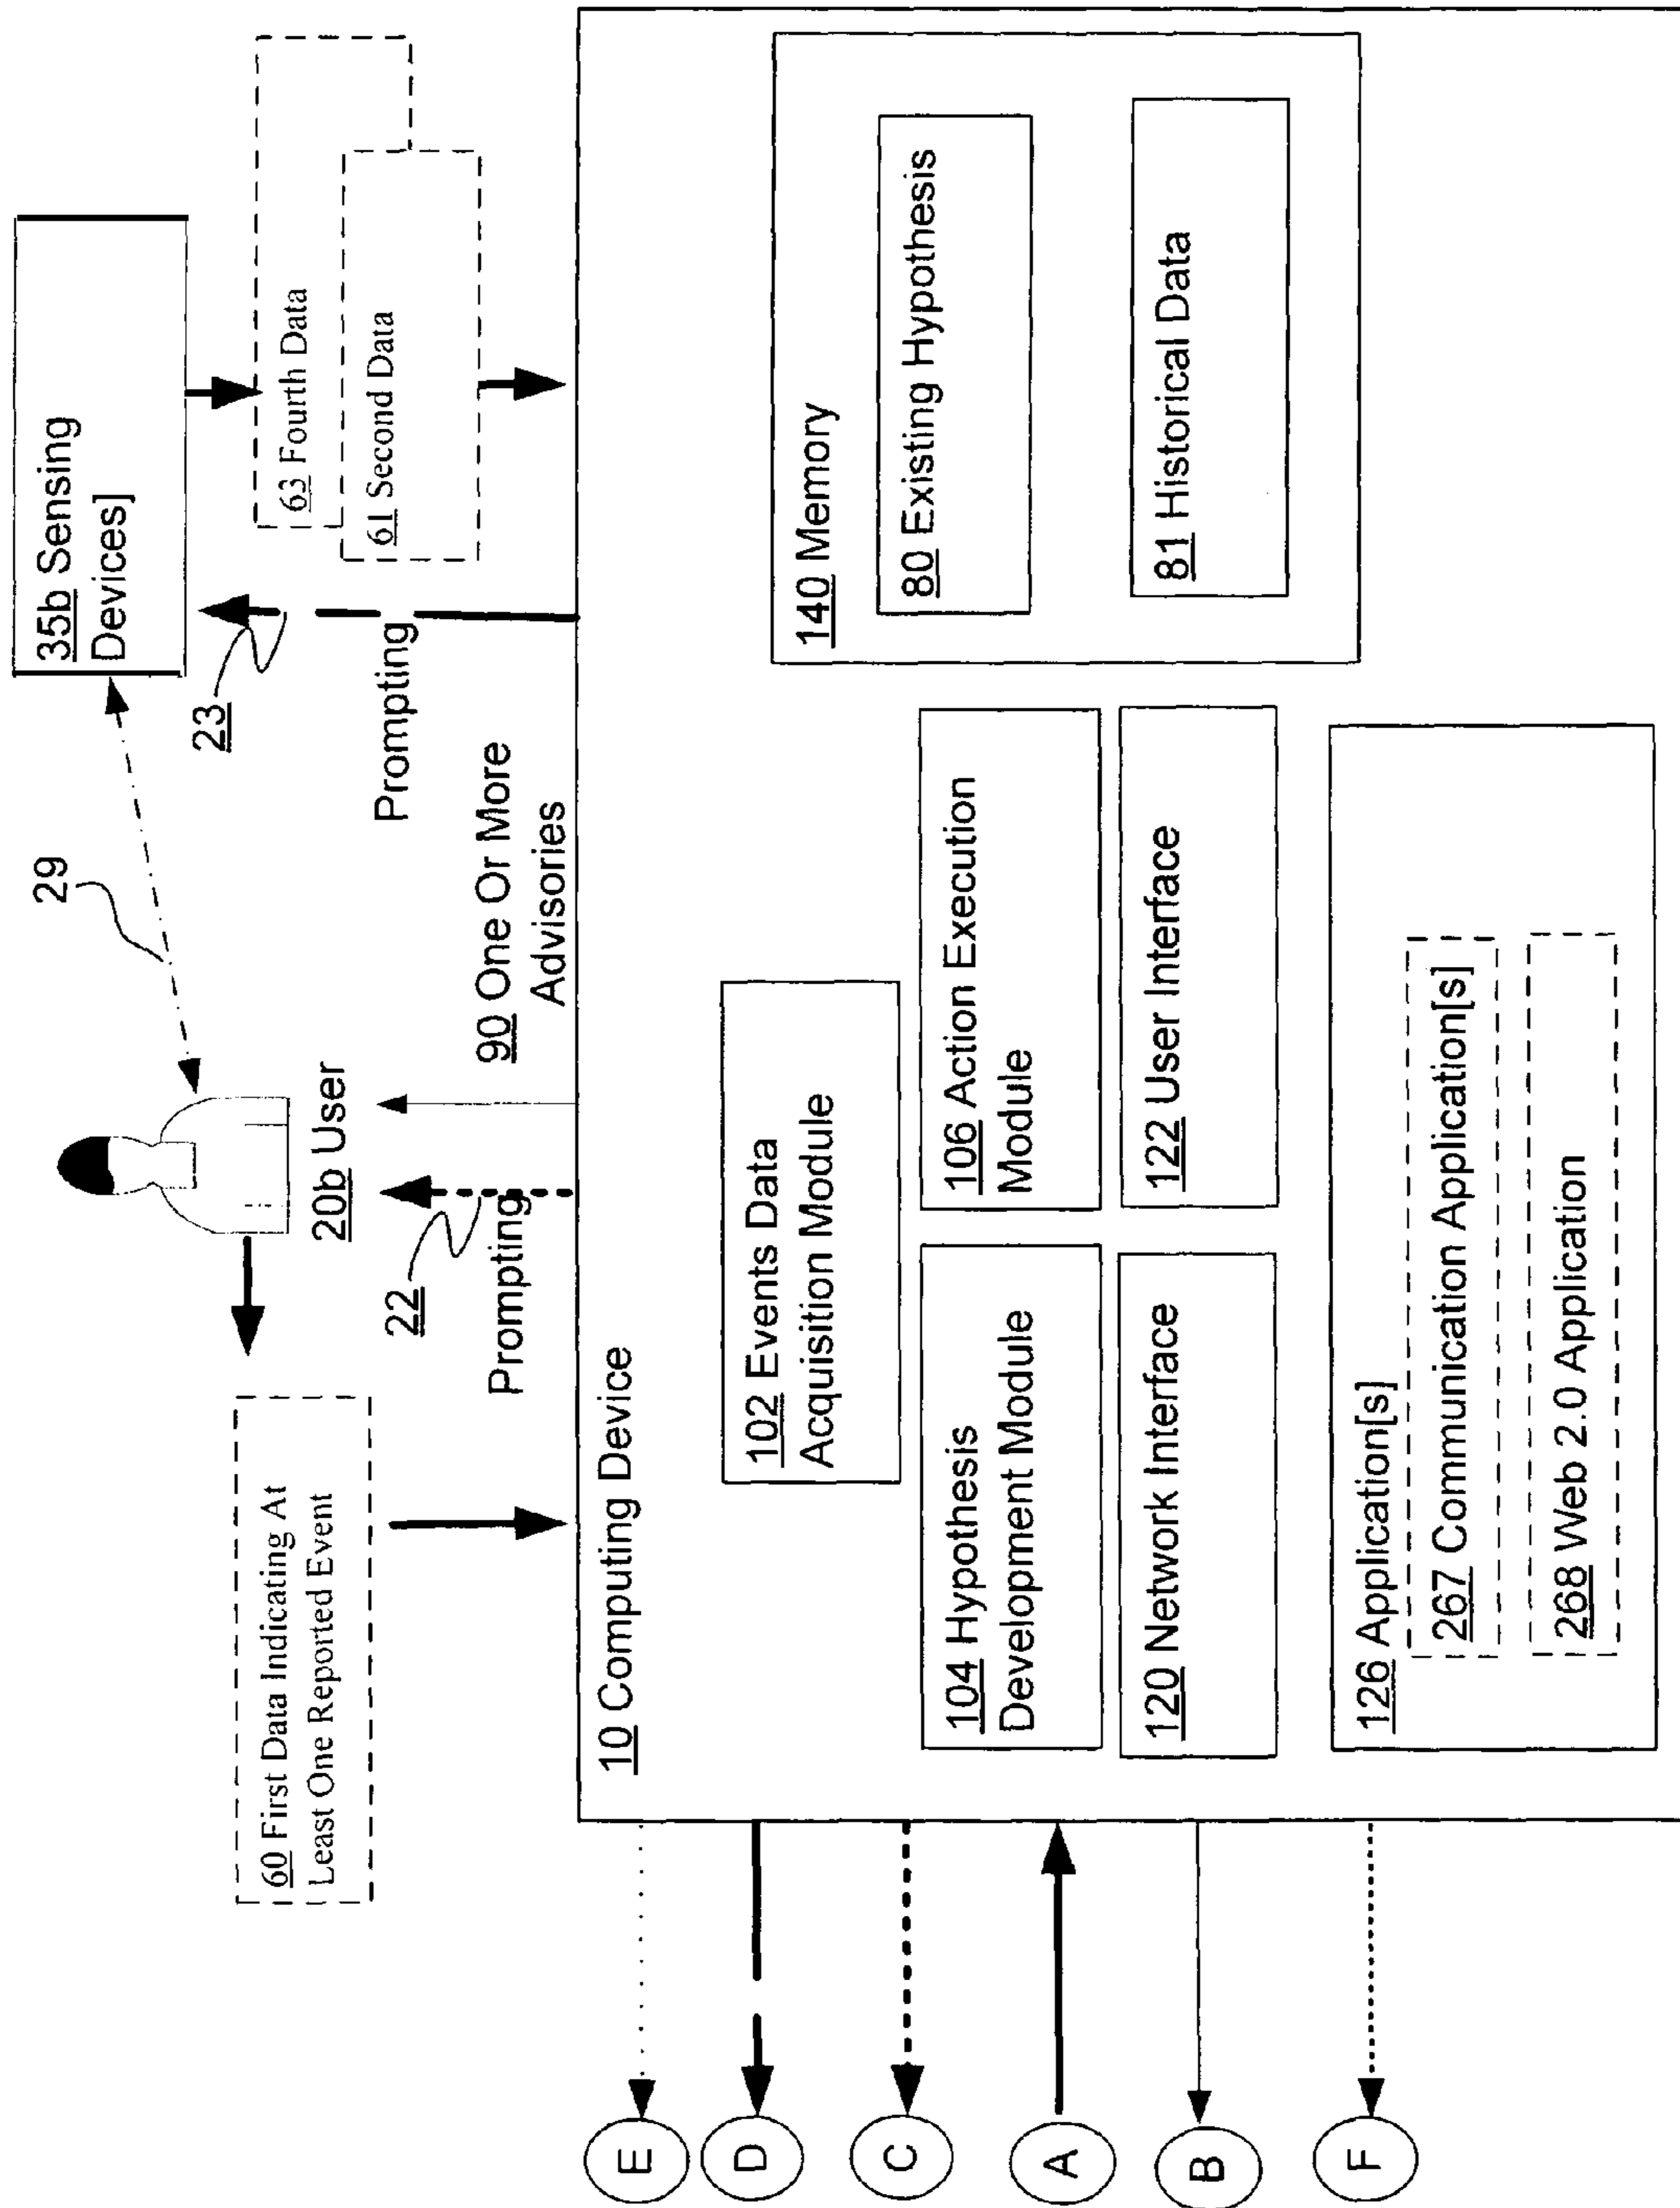 35b Sensing
Devices]
29
20b User
23
Prompting
63 Fourth Data
61 Second Data
60 First Data Indicating At
Least One Reported Event
22
Prompting
90 One Or More
Advisories
10 Computing Device
102 Events Data
Acquisition Module
104 Hypothesis
Development Module
106 Action Execution
Module
120 Network Interface
122 User Interface
126 Application[s]
267 Communication Application[s]
268 Web 2.0 Application
140 Memory
80 Existing Hypothesis
81 Historical Data
E
D
C
A
B
F